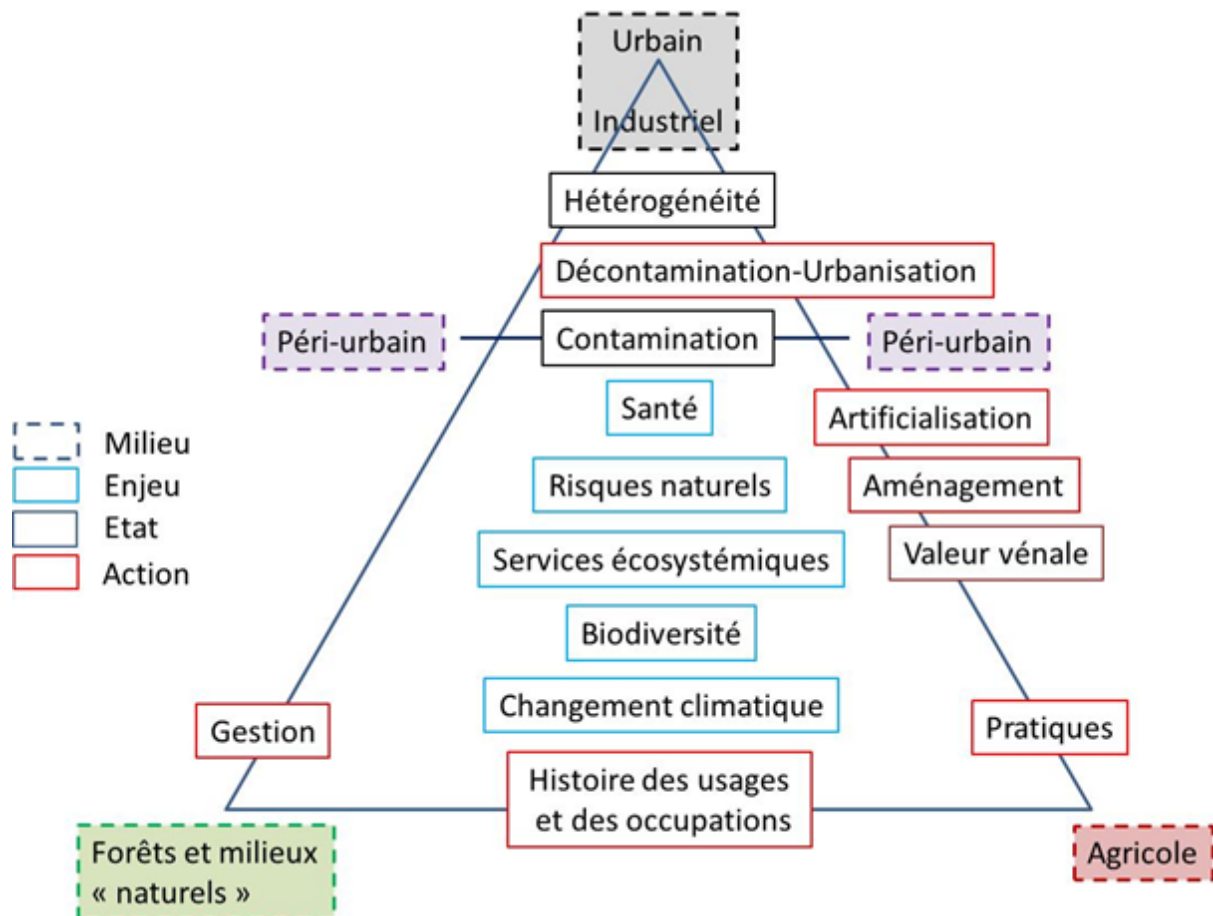 Urbain
Industriel
Hétérogénéité
Décontamination-Urbanisation
Péri-urbain
Contamination
Péri-urbain
Santé
Artificialisation
Milieu
Enjeu
Etat
Action
Risques naturels
Aménagement
Services écosystémiques
Valeur vénale
Biodiversité
Changement climatique
Gestion
Pratiques
Histoire des usages
et des occupations
Forêts et milieux
« naturels »
Agricole